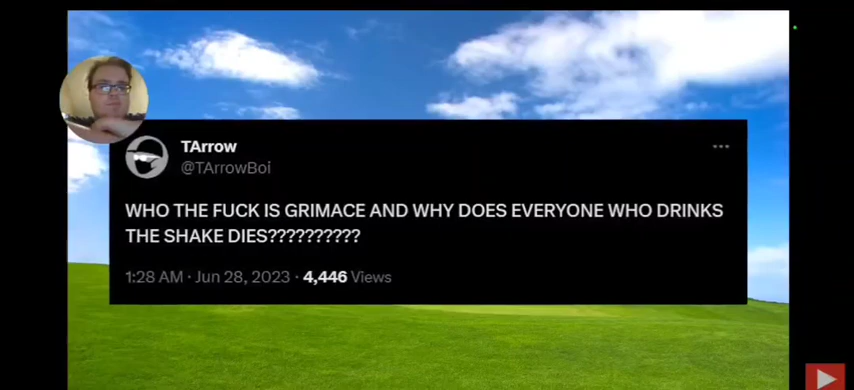 TArrow
@TArrowBoi
WHO THE FUCK IS GRIMACE AND WHY DOES EVERYONE WHO DRINKS
THE SHAKE DIES??????????
1:28 AM · Jun 28, 2023 · 4,446 Views